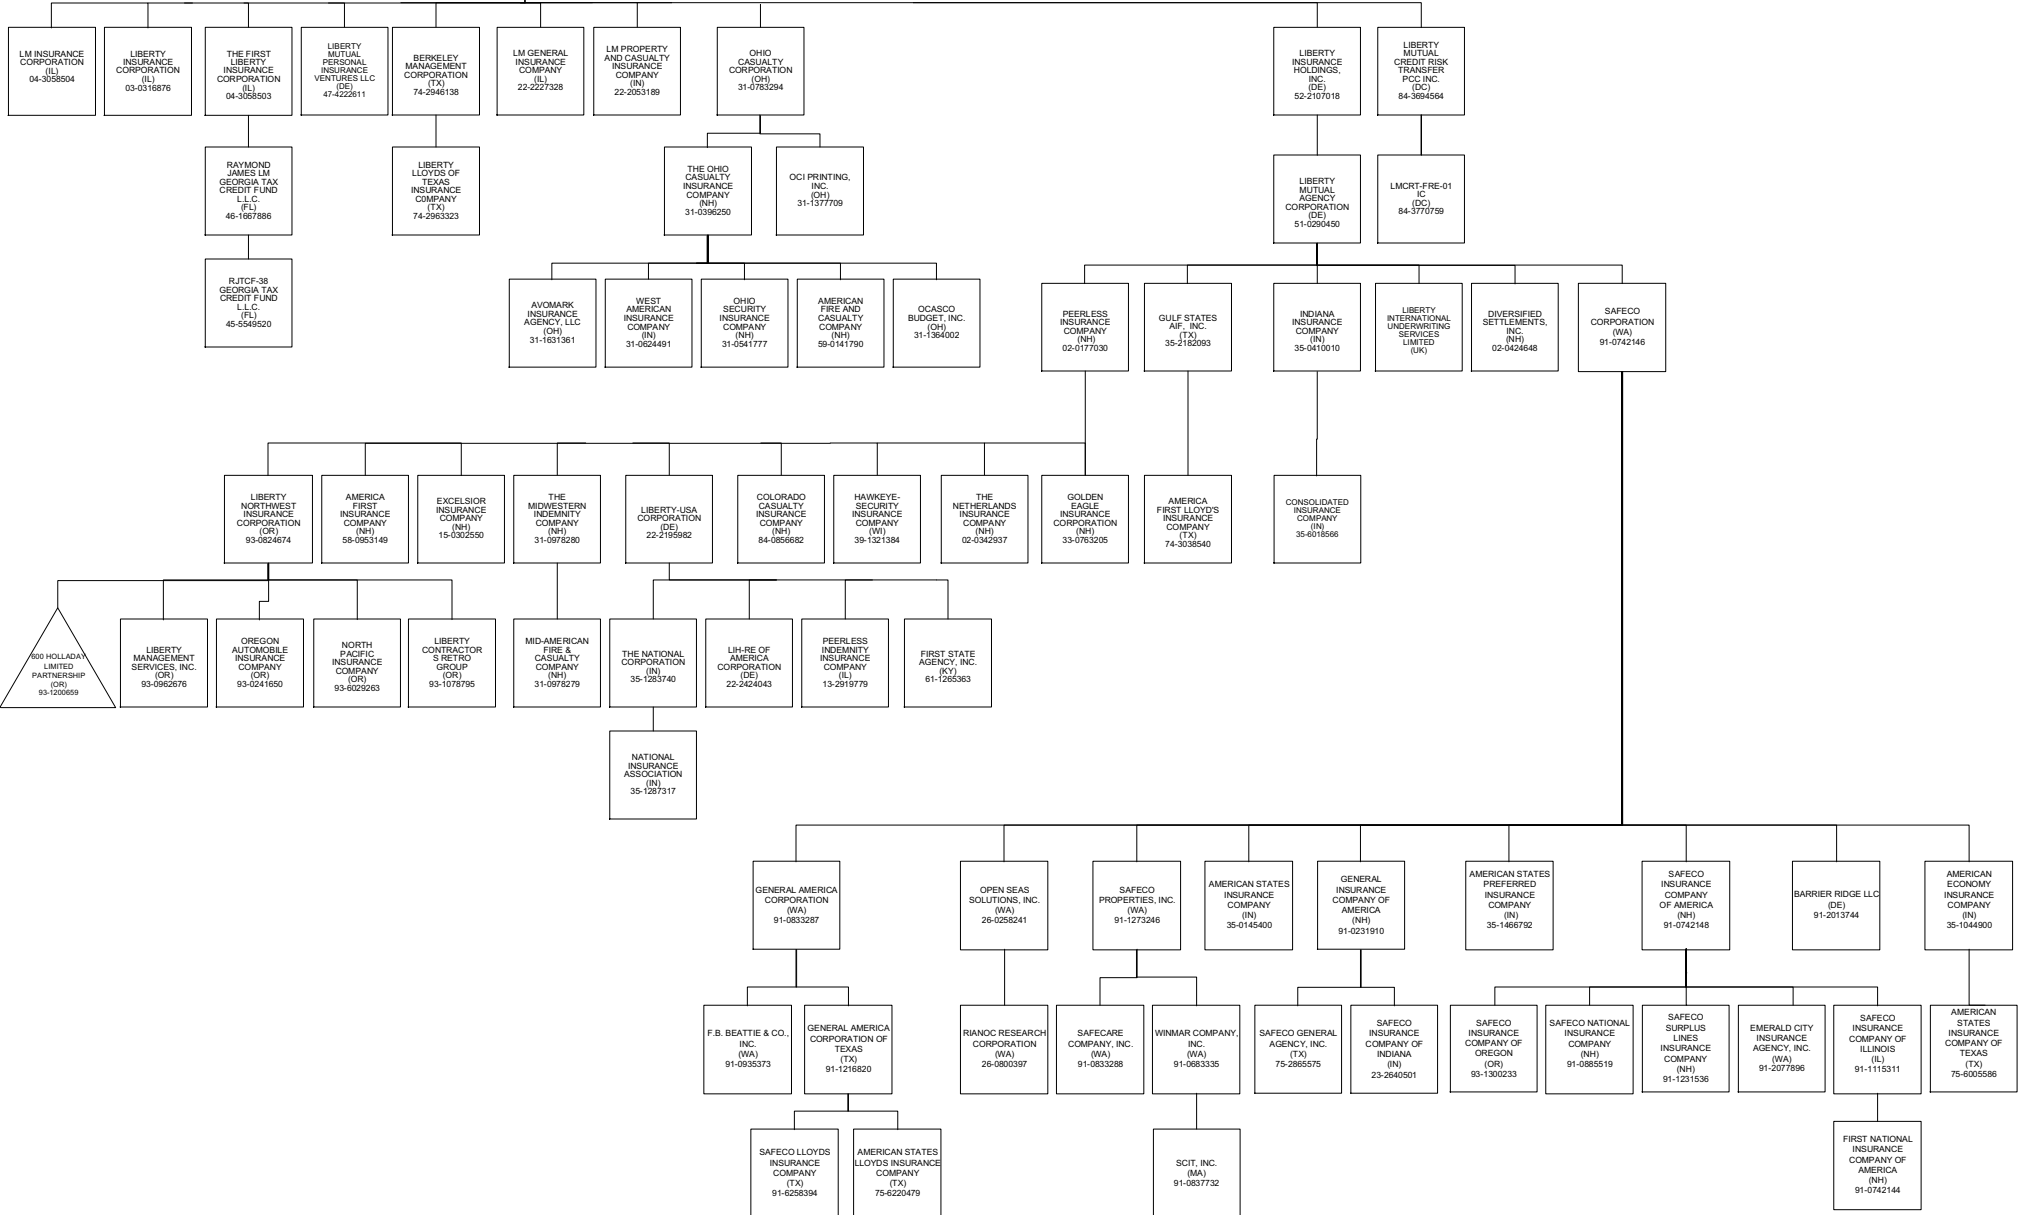 LM INSURANCE
CORPORATION
(IL)
04-3058504
LIBERTY
INSURANCE
CORPORATION
(IL)
03-0316876
THE FIRST
LIBERTY
INSURANCE
CORPORATION
(IL)
04-3058503
LIBERTY
MUTUAL
PERSONAL
INSURANCE
VENTURES LLC
(DE)
47-4222611
BERKELEY
MANAGEMENT
CORPORATION
(TX)
74-2946138
LM GENERAL
INSURANCE
COMPANY
(IL)
22-2227328
LM PROPERTY
AND CASUALTY
INSURANCE
COMPANY
(IN)
22-2053189
OHIO
CASUALTY
CORPORATION
(OH)
31-0783294
LIBERTY
INSURANCE
HOLDINGS,
INC.
(DE)
52-2107018
LIBERTY
MUTUAL
CREDIT RISK
TRANSFER
PCC INC.
(DC)
84-3694564
RAYMOND
JAMES LM
GEORGIA TAX
CREDIT FUND
L.L.C.
(FL)
46-1667886
LIBERTY
LLOYDS OF
TEXAS
INSURANCE
COMPANY
(TX)
74-2963323
THE OHIO
CASUALTY
INSURANCE
COMPANY
(NH)
31-0396250
OCI PRINTING,
INC.
(OH)
31-1377709
LIBERTY
MUTUAL
AGENCY
CORPORATION
(DE)
51-0290450
LMCRT-FRE-01
IC
(DC)
84-3770759
RJTCF-38
GEORGIA TAX
CREDIT FUND
L.L.C.
(FL)
45-5549520
AVOMARK
INSURANCE
AGENCY, LLC
(OH)
31-1631361
WEST
AMERICAN
INSURANCE
COMPANY
(IN)
31-0624491
OHIO
SECURITY
INSURANCE
COMPANY
(NH)
31-0541777
AMERICAN
FIRE AND
CASUALTY
COMPANY
(NH)
59-0141790
OCASCO
BUDGET, INC.
(OH)
31-1364002
PEERLESS
INSURANCE
COMPANY
(NH)
02-0177030
GULF STATES
AIF, INC.
(TX)
35-2182093
INDIANA
INSURANCE
COMPANY
(IN)
35-0410010
LIBERTY
INTERNATIONAL
UNDERWRITING
SERVICES
LIMITED
(UK)
DIVERSIFIED
SETTLEMENTS,
INC.
(NH)
02-0424648
SAFECO
CORPORATION
(WA)
91-0742146
LIBERTY
NORTHWEST
INSURANCE
CORPORATION
(OR)
93-0824674
AMERICA
FIRST
INSURANCE
COMPANY
(NH)
58-0953149
EXCELSIOR
INSURANCE
COMPANY
(NH)
15-0302550
THE
MIDWESTERN
INDEMNITY
COMPANY
(NH)
31-0978280
LIBERTY-USA
CORPORATION
(DE)
22-2195982
COLORADO
CASUALTY
INSURANCE
COMPANY
(NH)
84-0856682
HAWKEYE-
SECURITY
INSURANCE
COMPANY
(WI)
39-1321384
THE
NETHERLANDS
INSURANCE
COMPANY
(NH)
02-0342937
GOLDEN
EAGLE
INSURANCE
CORPORATION
(NH)
33-0763205
AMERICA
FIRST LLOYD'S
INSURANCE
COMPANY
(TX)
74-3038540
CONSOLIDATED
INSURANCE
COMPANY
(IN)
35-6018566
600 HOLLADAY
LIMITED
PARTNERSHIP
(OR)
93-1200659
LIBERTY
MANAGEMENT
SERVICES, INC.
(OR)
93-0962676
OREGON
AUTOMOBILE
INSURANCE
COMPANY
(OR)
93-0241650
NORTH
PACIFIC
INSURANCE
COMPANY
(OR)
93-6029263
LIBERTY
CONTRACTOR
S RETRO
GROUP
(OR)
93-1078795
MID-AMERICAN
FIRE &
CASUALTY
COMPANY
(NH)
31-0978279
THE NATIONAL
CORPORATION
(IN)
35-1283740
LIH-RE OF
AMERICA
CORPORATION
(DE)
22-2424043
PEERLESS
INDEMNITY
INSURANCE
COMPANY
(IL)
13-2919779
FIRST STATE
AGENCY, INC.
(KY)
61-1265363
NATIONAL
INSURANCE
ASSOCIATION
(IN)
35-1287317
GENERAL AMERICA
CORPORATION
(WA)
91-0833287
OPEN SEAS
SOLUTIONS, INC.
(WA)
26-0258241
SAFECO
PROPERTIES, INC.
(WA)
91-1273246
AMERICAN STATES
INSURANCE
COMPANY
(IN)
35-0145400
GENERAL
INSURANCE
COMPANY OF
AMERICA
(NH)
91-0231910
AMERICAN STATES
PREFERRED
INSURANCE
COMPANY
(IN)
35-1466792
SAFECO
INSURANCE
COMPANY
OF AMERICA
(NH)
91-0742148
BARRIER RIDGE LLC
(DE)
91-2013744
AMERICAN
ECONOMY
INSURANCE
COMPANY
(IN)
35-1044900
F.B. BEATTIE & CO.,
INC.
(WA)
91-0935373
GENERAL AMERICA
CORPORATION OF
TEXAS
(TX)
91-1216820
RIANOC RESEARCH
CORPORATION
(WA)
26-0800397
SAFECARE
COMPANY, INC.
(WA)
91-0833288
WINMAR COMPANY,
INC.
(WA)
91-0683335
SAFECO GENERAL
AGENCY, INC.
(TX)
75-2865575
SAFECO
INSURANCE
COMPANY OF
INDIANA
(IN)
23-2640501
SAFECO
INSURANCE
COMPANY OF
OREGON
(OR)
93-1300233
SAFECO NATIONAL
INSURANCE
COMPANY
(NH)
91-0885519
SAFECO
SURPLUS
LINES
INSURANCE
COMPANY
(NH)
91-1231536
EMERALD CITY
INSURANCE
AGENCY, INC.
(WA)
91-2077896
SAFECO
INSURANCE
COMPANY OF
ILLINOIS
(IL)
91-1115311
AMERICAN
STATES
INSURANCE
COMPANY OF
TEXAS
(TX)
75-6005586
SAFECO LLOYDS
INSURANCE
COMPANY
(TX)
91-6258394
AMERICAN STATES
LLOYDS INSURANCE
COMPANY
(TX)
75-6220479
SCIT, INC.
(MA)
91-0837732
FIRST NATIONAL
INSURANCE
COMPANY OF
AMERICA
(NH)
91-0742144